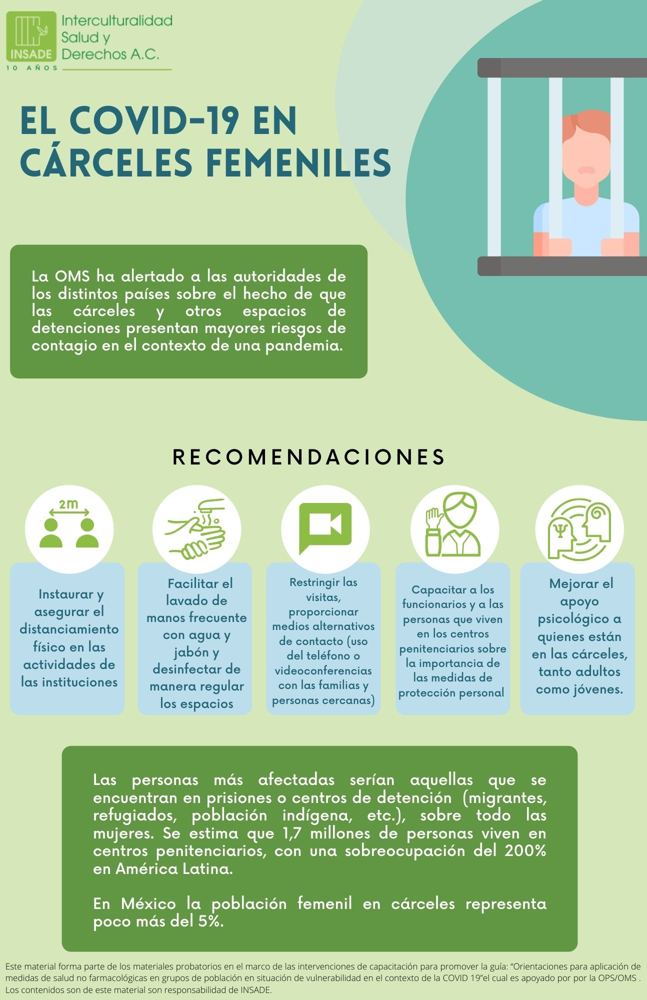 Interculturalidad
Salud y
Derechos A.C.
INSADE
10 AÑOS
EL COVID-19 EN
CÁRCELES FEMENILES
La OMS ha alertado a las autoridades de
los distintos países sobre el hecho de que
las cárceles y otros espacios de
detenciones presentan mayores riesgos de
contagio en el contexto de una pandemia.
RECOMENDACIONES
2m
Instaurar y
asegurar el
distanciamiento
físico en las
actividades de
las instituciones
Facilitar el
lavado de
manos frecuente
con agua y
jabón y
desinfectar de
manera regular
los espacios
Restringir las
visitas,
proporcionar
medios alternativos
de contacto (uso
del teléfono o
videoconferencias
con las familias y
personas cercanas)
Capacitar a los
funcionarios y a las
personas que viven
en los centros
penitenciarios sobre
la importancia de
las medidas de
protección personal
Mejorar el
apoyo
psicológico a
quienes están
en las cárceles,
tanto adultos
como jóvenes.
Las personas más afectadas serían aquellas que se
encuentran en prisiones o centros de detención (migrantes,
refugiados, población indígena, etc.), sobre todo las
mujeres. Se estima que 1,7 millones de personas viven en
centros penitenciarios, con una sobreocupación del 200%
en América Latina.
En México la población femenil en cárceles representa
poco más del 5%.
Este material forma parte de los materiales probatorios en el marco de las intervenciones de capacitación para promover la guía: “Orientaciones para aplicación de
medidas de salud no farmacológicas en grupos de población en situación de vulnerabilidad en el contexto de la COVID 19”el cual es apoyado por por la OPS/OMS .
Los contenidos son de este material son responsabilidad de INSADE.